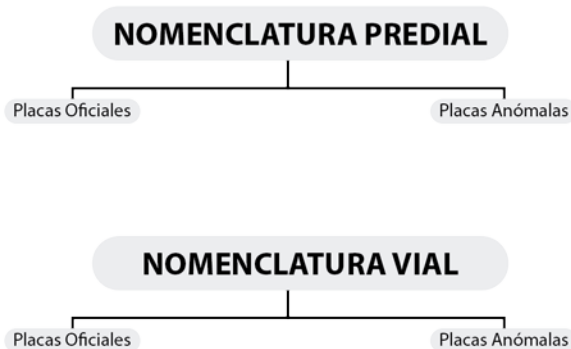 NOMENCLATURA PREDIAL
Placas Oficiales
Placas Anómalas
NOMENCLATURA VIAL
Placas Oficiales
Placas Anómalas